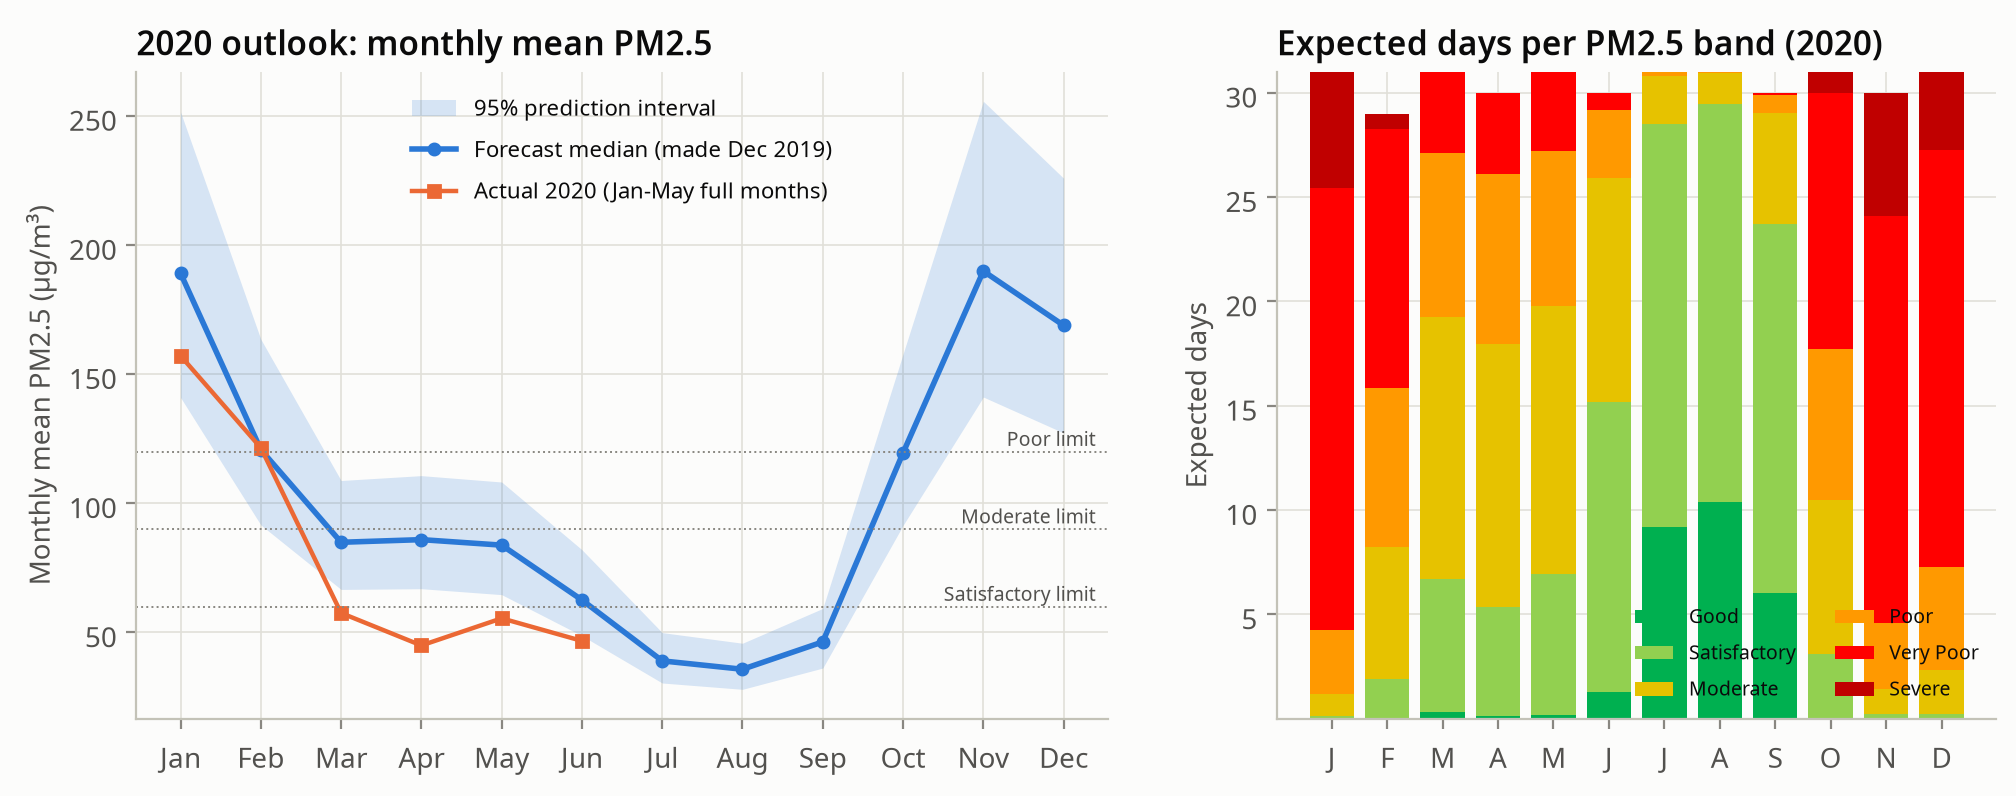 2020 outlook: monthly mean PM2.5
Monthly mean PM2.5 (µg/m³)
250
200
150
100
50
95% prediction interval
Forecast median (made Dec 2019)
Actual 2020 (Jan-May full months)
Poor limit
Moderate limit
Satisfactory limit
Jan Feb Mar Apr May Jun Jul Aug Sep Oct Nov Dec
Expected days per PM2.5 band (2020)
Expected days
30
25
20
15
10
5
Good Poor
Satisfactory Very Poor
Moderate Severe
J F M A M J J A S O N D